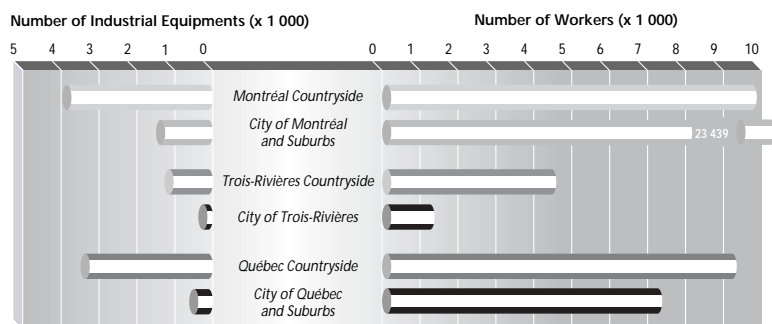 Number of Industrial Equipments (x 1 000)
Number of Workers (x 1 000)
5 4 3 2 1 0
0 1 2 3 4 5 6 7 8 9 10
Montréal Countryside
City of Montréal
and Suburbs
23 439
Trois-Rivières Countryside
City of Trois-Rivières
Québec Countryside
City of Québec
and Suburbs